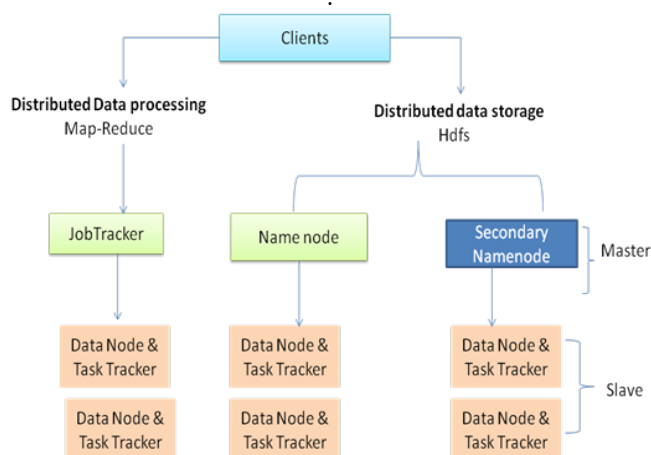 Clients
Distributed Data processing
Map-Reduce
Distributed data storage
Hdfs
JobTracker
Name node
Secondary
Namenode
Master
Data Node &
Task Tracker
Data Node &
Task Tracker
Data Node &
Task Tracker
Slave
Data Node &
Task Tracker
Data Node &
Task Tracker
Data Node &
Task Tracker